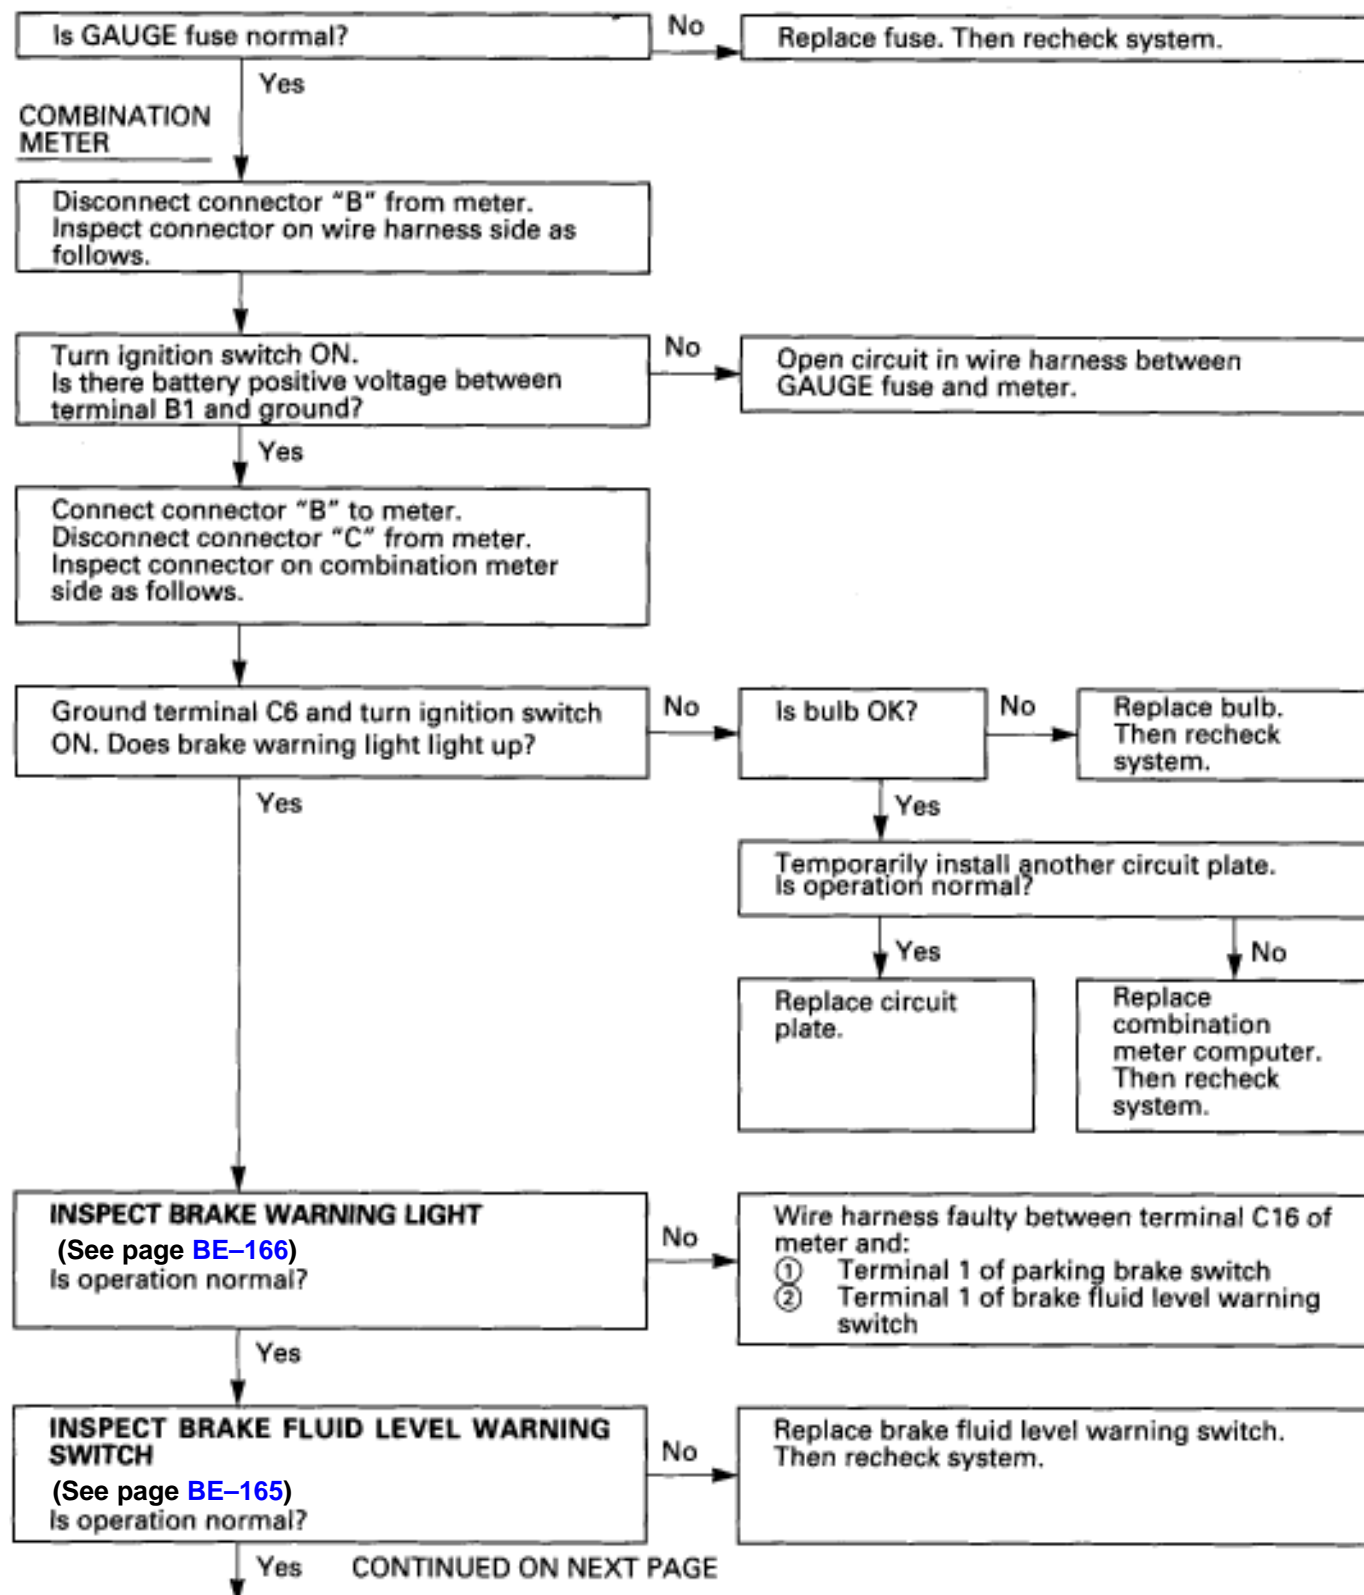 Is GAUGE fuse normal?
No
Replace fuse. Then recheck system.
Yes
COMBINATION
METER
Disconnect connector "B" from meter.
Inspect connector on wire harness side as
follows.
Turn ignition switch ON.
Is there battery positive voltage between
terminal B1 and ground?
No
Open circuit in wire harness between
GAUGE fuse and meter.
Yes
Connect connector "B" to meter.
Disconnect connector "C" from meter.
Inspect connector on combination meter
side as follows.
Ground terminal C6 and turn ignition switch
ON. Does brake warning light light up?
No
Is bulb OK?
No
Replace bulb.
Then recheck
system.
Yes
Yes
Temporarily install another circuit plate.
Is operation normal?
Yes
No
Replace circuit
plate.
Replace
combination
meter computer.
Then recheck
system.
INSPECT BRAKE WARNING LIGHT
(See page BE–166)
Is operation normal?
No
Wire harness faulty between terminal C16 of
meter and:
① Terminal 1 of parking brake switch
② Terminal 1 of brake fluid level warning
switch
Yes
INSPECT BRAKE FLUID LEVEL WARNING
SWITCH
(See page BE–165)
Is operation normal?
No
Replace brake fluid level warning switch.
Then recheck system.
Yes
CONTINUED ON NEXT PAGE